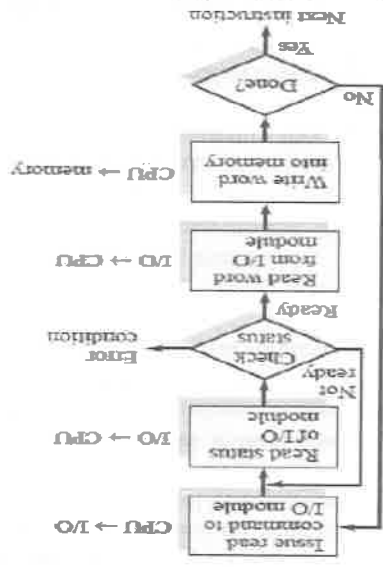 Issue read
command to
I/O module
CPU → I/O
Read status
of I/O
module
I/O → CPU
Not
ready
Check
status
Error
condition
Ready
Read word
from I/O
module
I/O → CPU
Write word
into memory
CPU → memory
No
Done?
Yes
Next instruction